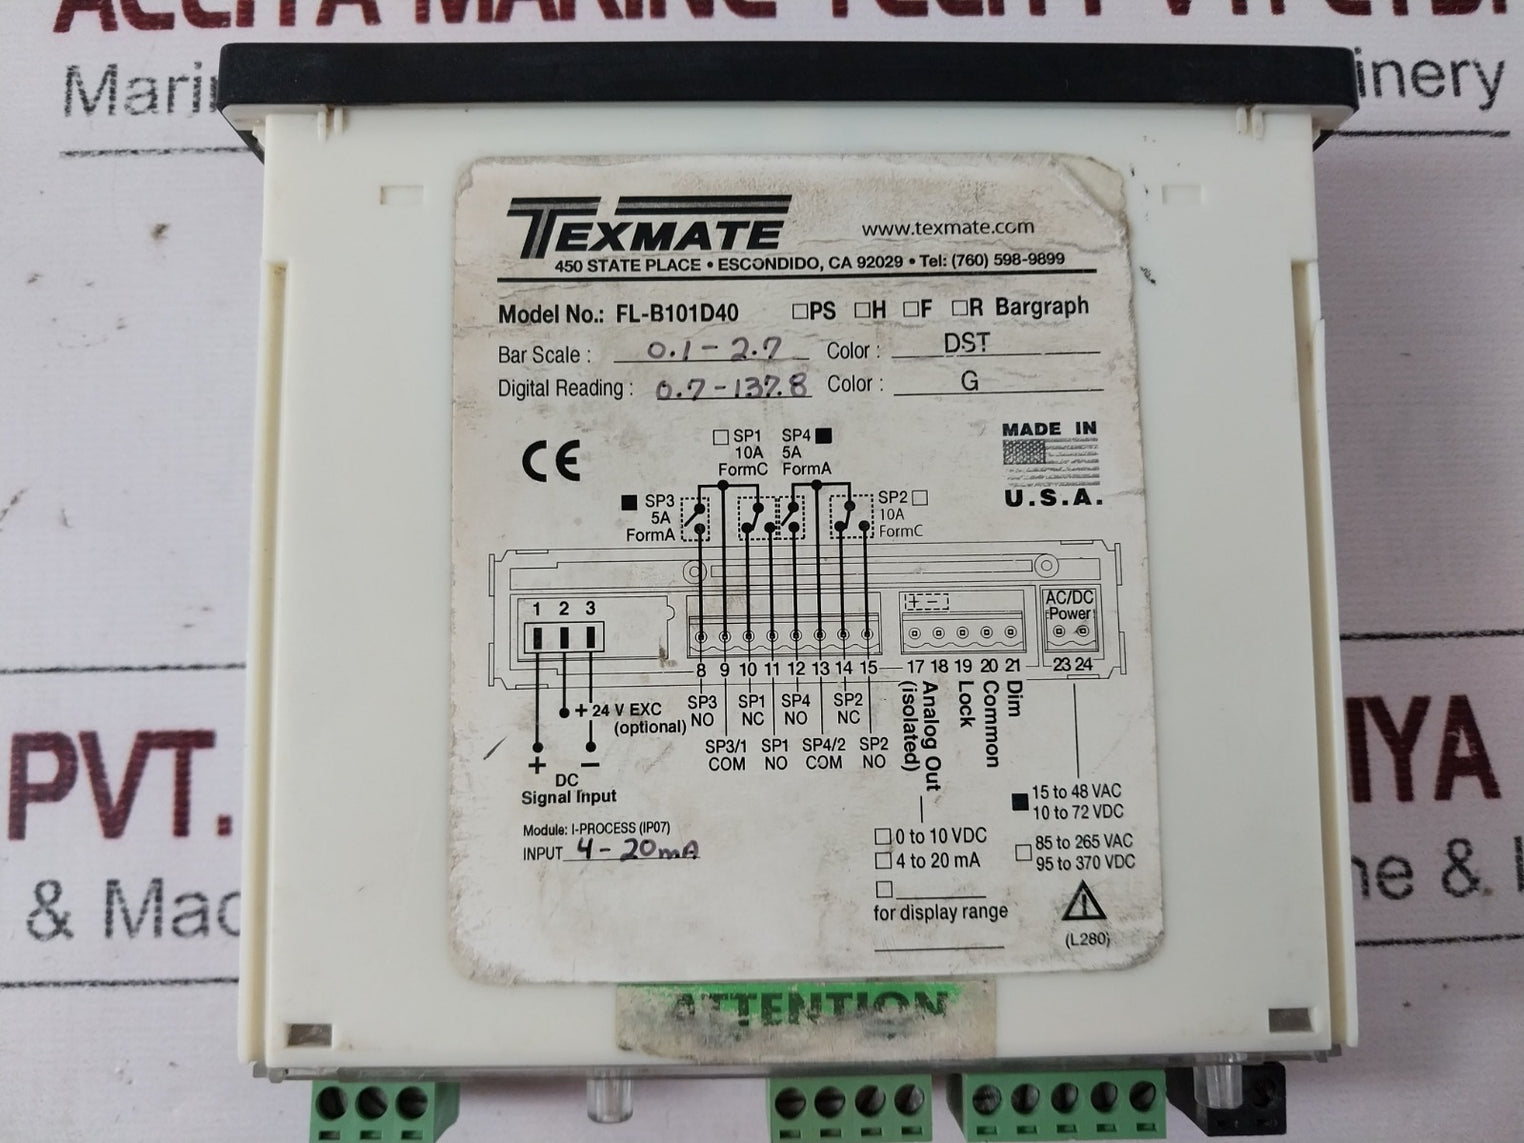 Marin
inery
TEXMATE
www.texmate.com
450 STATE PLACE • ESCONDIDO, CA 92029 • Tel: (760) 598-9899
Model No.: FL-B101D40 □PS □H □F □R Bargraph
Bar Scale : 0.1 - 2.7 Color : DST
Digital Reading : 0.7 - 137.8 Color : G
CE
□ SP1 SP4 ■
10A 5A
FormC FormA
MADE IN
U.S.A.
■ SP3
5A
FormA
SP2 □
10A
FormC
1 2 3
+ -
AC/DC
Power
8 9 10 11 12 13 14 15
17 18 19 20 21
23 24
+ 24 V EXC
(optional)
SP3 NO
SP1 NC
SP4 NO
SP2 NC
SP3/1 COM
SP1 NO
SP4/2 COM
SP2 NO
Analog Out
(isolated)
Lock
Common
Dim
+ DC −
Signal Input
Module: I-PROCESS (IP07)
INPUT 4 - 20mA
□ 0 to 10 VDC
□ 4 to 20 mA
□
for display range
■ 15 to 48 VAC
10 to 72 VDC
□ 85 to 265 VAC
95 to 370 VDC
(L280)
ATTENTION
PVT.
IYA
& Mac
ne &